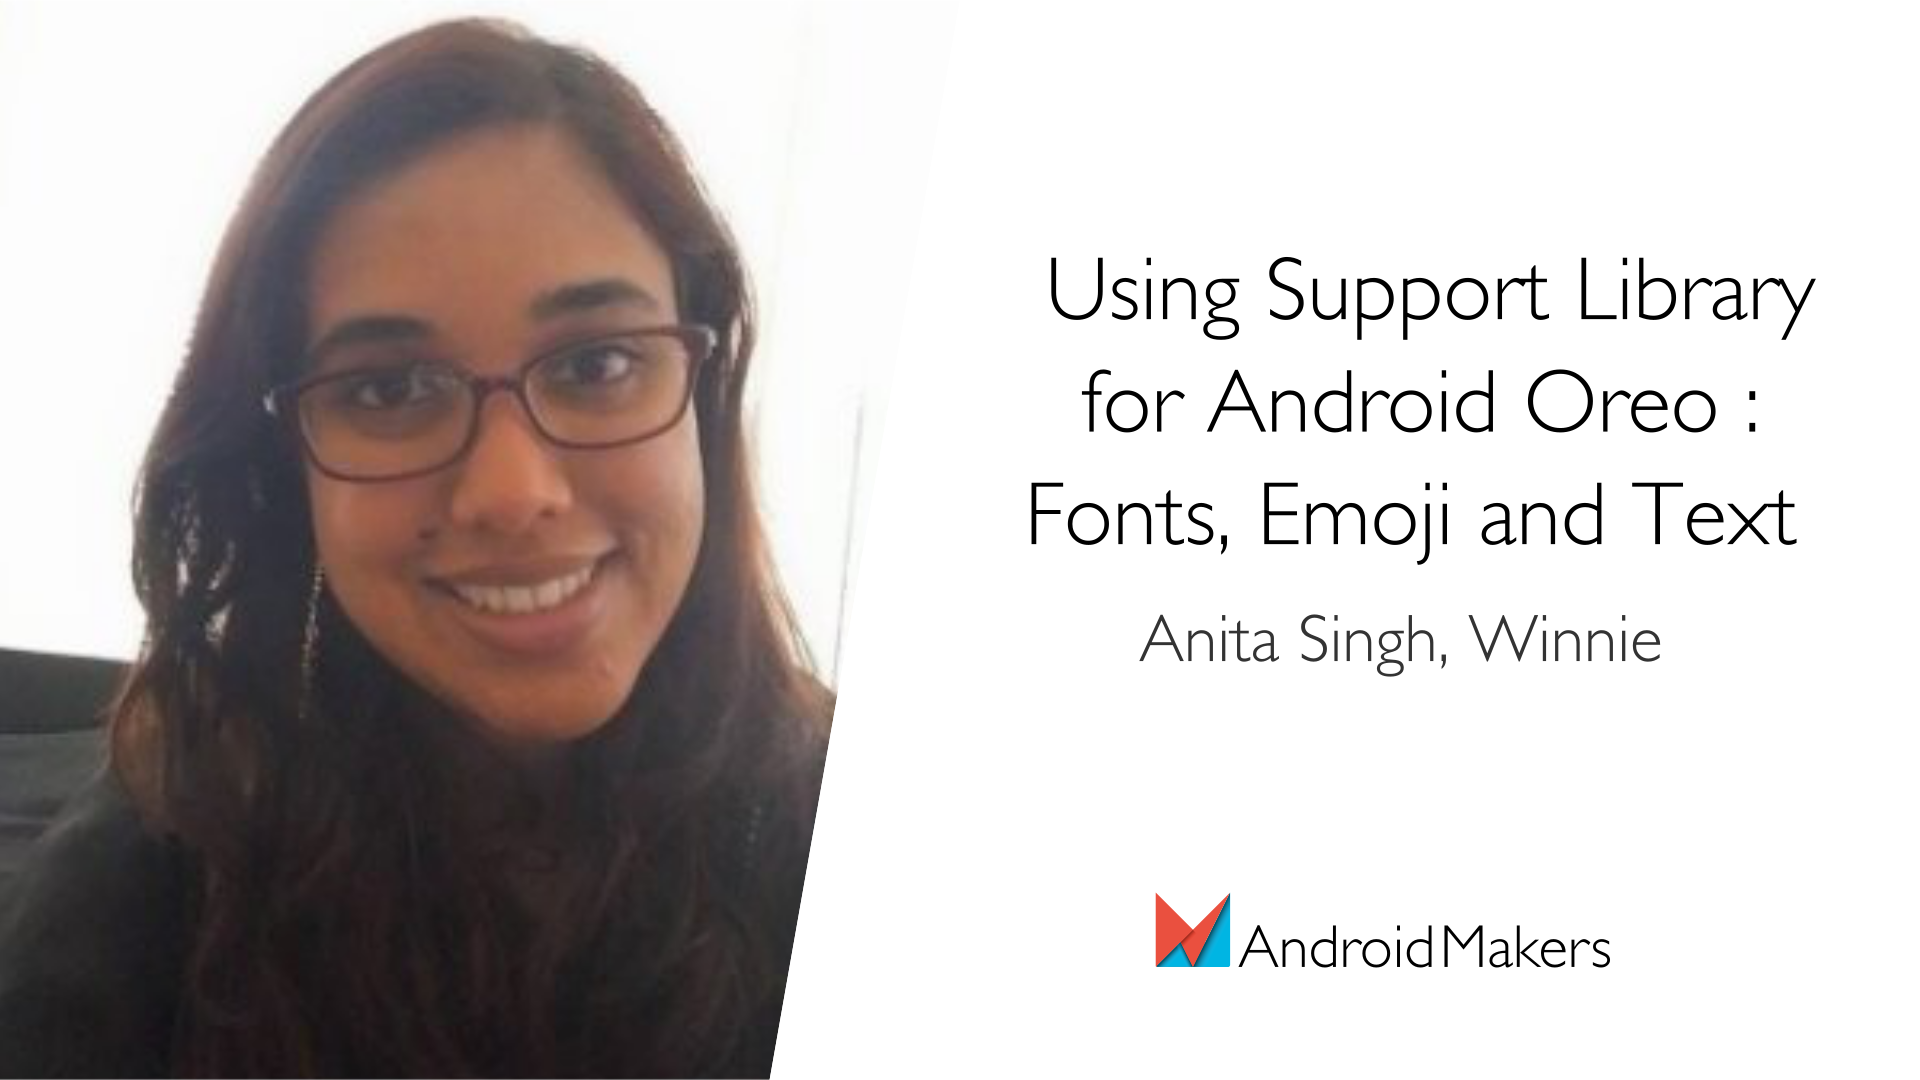 Using Support Library
for Android Oreo :
Fonts, Emoji and Text
Anita Singh, Winnie
AndroidMakers